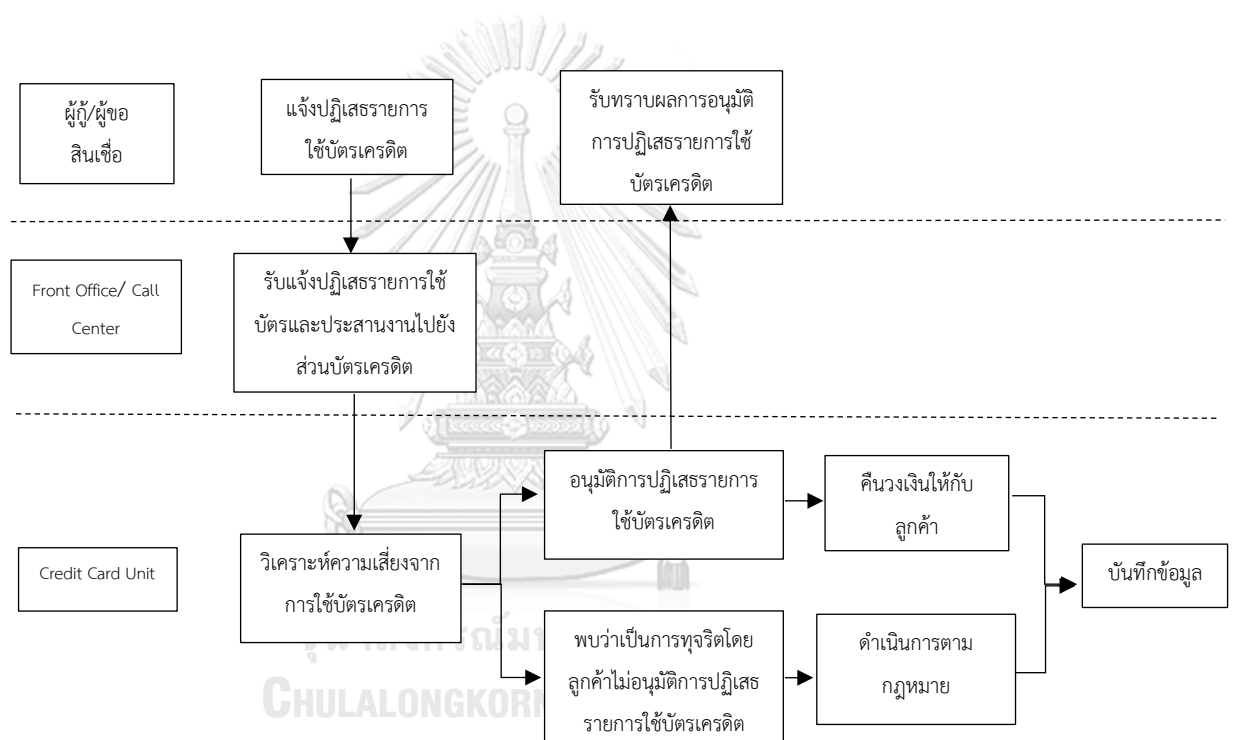 ผู้กู้/ผู้ขอ
สินเชื่อ
แจ้งปฏิเสธรายการ
ใช้บัตรเครดิต
รับทราบผลการอนุมัติ
การปฏิเสธรายการใช้
บัตรเครดิต
Front Office/ Call
Center
รับแจ้งปฏิเสธรายการใช้
บัตรและประสานงานไปยัง
ส่วนบัตรเครดิต
Credit Card Unit
วิเคราะห์ความเสี่ยงจาก
การใช้บัตรเครดิต
อนุมัติการปฏิเสธรายการ
ใช้บัตรเครดิต
คืนวงเงินให้กับ
ลูกค้า
พบว่าเป็นการทุจริตโดย
ลูกค้าไม่อนุมัติการปฏิเสธ
รายการใช้บัตรเครดิต
ดำเนินการตาม
กฎหมาย
บันทึกข้อมูล